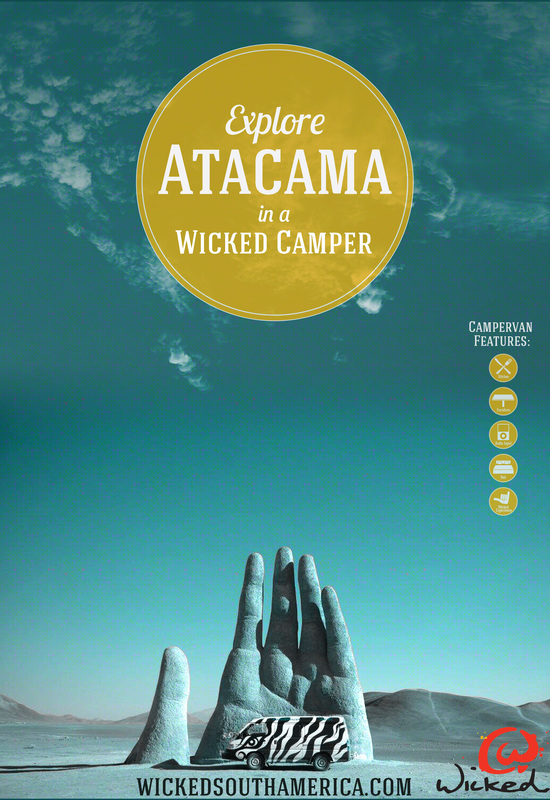 Explore
ATACAMA
in a
WICKED CAMPER
CAMPERVAN
FEATURES:
WICKEDSOUTHAMERICA.COM
Wicked